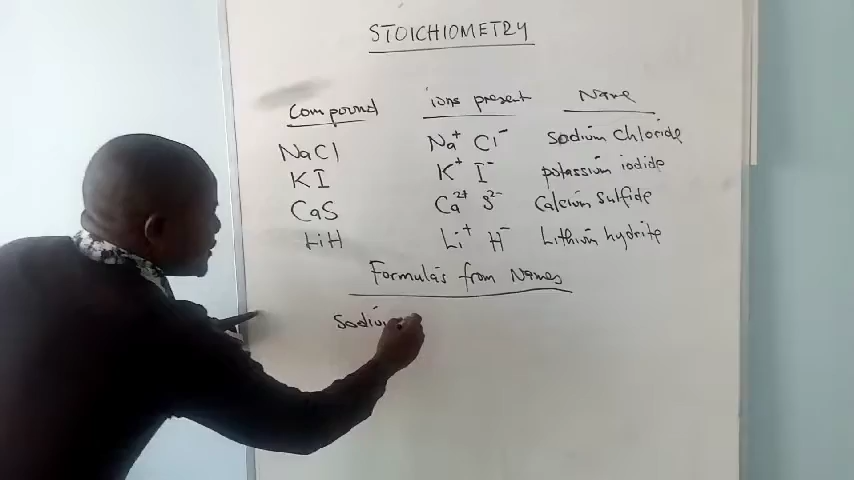 STOICHIOMETRY
Compound ions present Name
NaCl Na⁺ Cl⁻ Sodium Chloride
KI K⁺ I⁻ potassium iodide
CaS Ca²⁺ S²⁻ Calcium Sulfide
LiH Li⁺ H⁻ Lithium hydrite
Formulas from Names
Sodiu